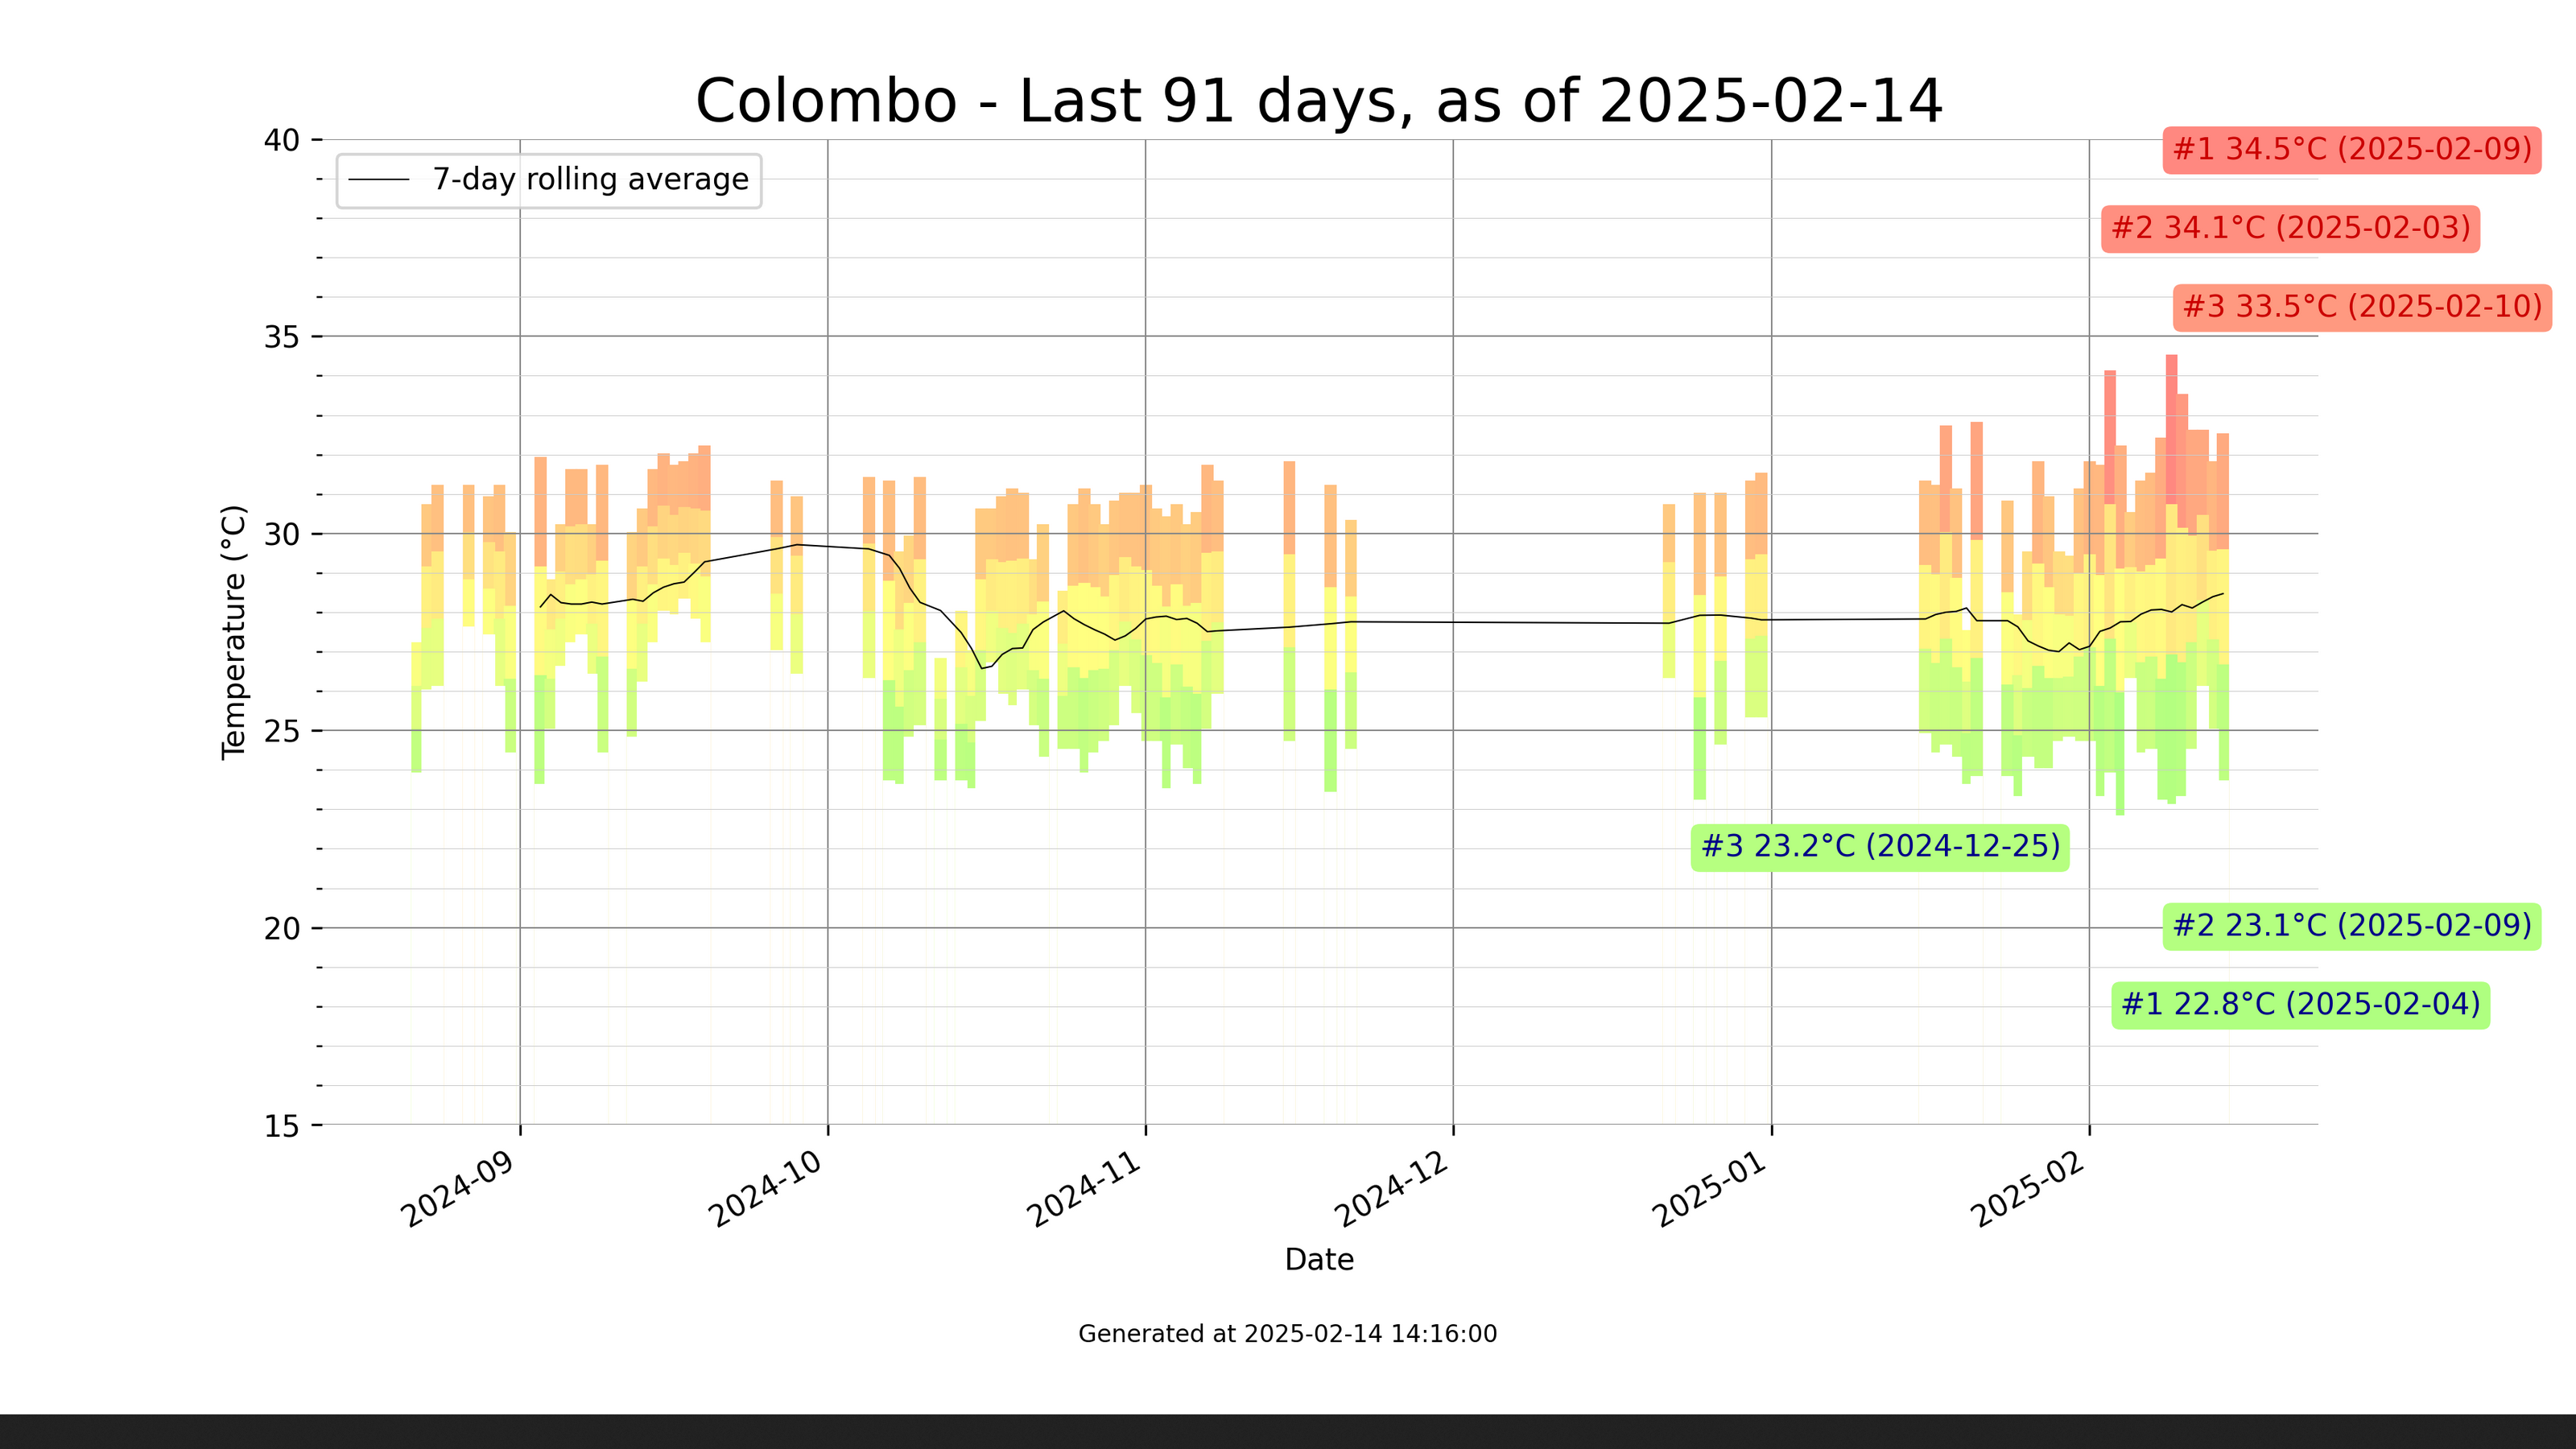 Colombo - Last 91 days, as of 2025-02-14
40
#1 34.5°C (2025-02-09)
7-day rolling average
#2 34.1°C (2025-02-03)
#3 33.5°C (2025-02-10)
35
30
Temperature (°C)
25
#3 23.2°C (2024-12-25)
20
#2 23.1°C (2025-02-09)
#1 22.8°C (2025-02-04)
15
2024-09
2024-10
2024-11
2024-12
2025-01
2025-02
Date
Generated at 2025-02-14 14:16:00